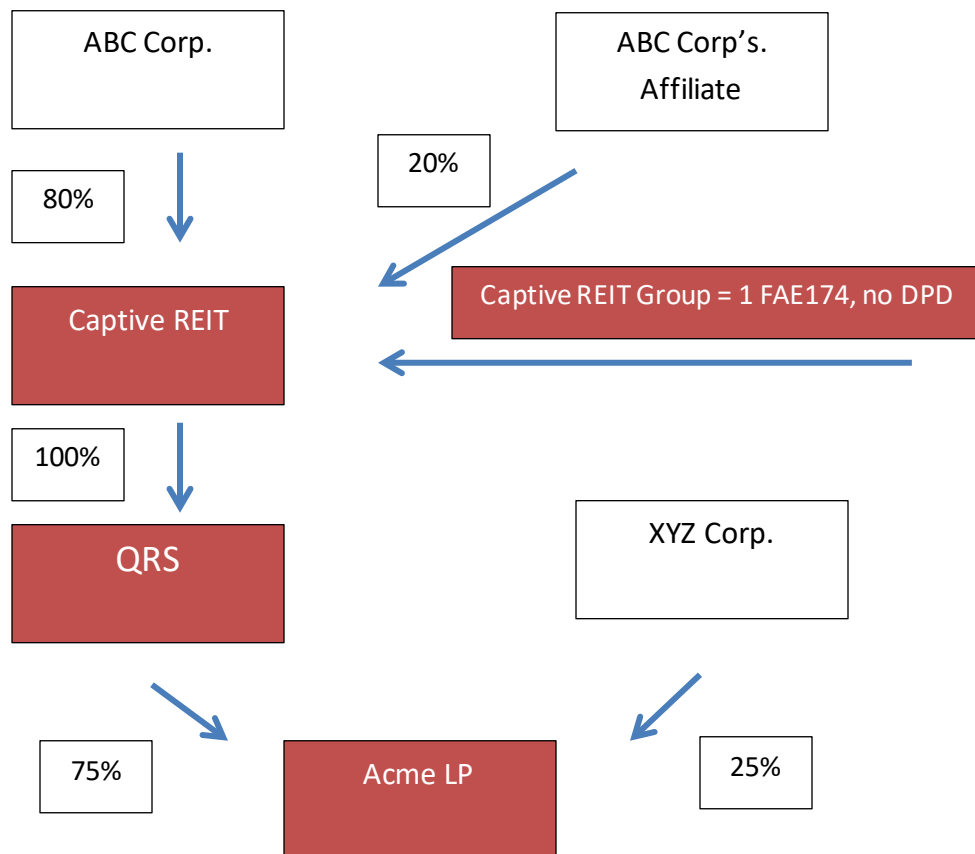 ABC Corp.
ABC Corp’s.
Affiliate
20%
80%
Captive REIT Group = 1 FAE174, no DPD
Captive REIT
100%
XYZ Corp.
QRS
75%
Acme LP
25%